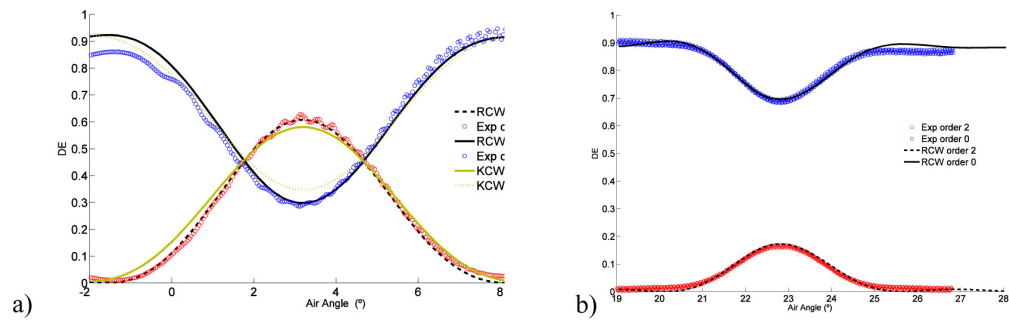 1
0.9
0.8
0.7
0.6
0.5
0.4
0.3
0.2
0.1
0
DE
-2 0 2 4 6 8
Air Angle (º)
RCW
Exp c
RCW
Exp c
KCW
KCW
a)
1
0.9
0.8
0.7
0.6
0.5
0.4
0.3
0.2
0.1
0
DE
19 20 21 22 23 24 25 26 27 28
Air Angle (º)
Exp order 2
Exp order 0
RCW order 2
RCW order 0
b)